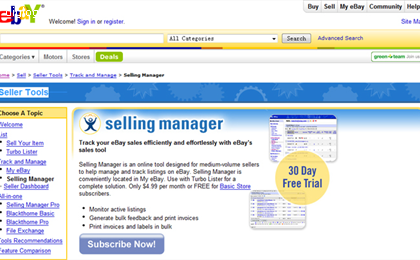 ebY
Buy Sell My eBay Community Help
Welcome! Sign in or register.
Site Ma
All Categories
Search
Advanced Search
Categories
Motors
Stores
Deals
Home > Sell > Seller Tools > Track and Manage > Selling Manager
Seller Tools
Choose A Topic
Welcome
List
Sell Your Item
Turbo Lister
Track and Manage
My eBay
Selling Manager
Seller Dashboard
All-in-one
Selling Manager Pro
Blackthorne Basic
Blackthorne Pro
File Exchange
Tools Recommendations
Feature Comparison
selling manager
Track your eBay sales efficiently and effortlessly with eBay's
sales tool
Selling Manager is an online tool designed for medium-volume sellers
to help manage and track listings on eBay. Selling Manager is
conveniently located in My eBay. Use with Turbo Lister for a
complete solution. Only $4.99 per month or FREE for Basic Store
subscribers.
• Monitor active listings
• Generate bulk feedback and print invoices
• Print invoices and labels in bulk
Subscribe Now!
30 Day
Free Trial